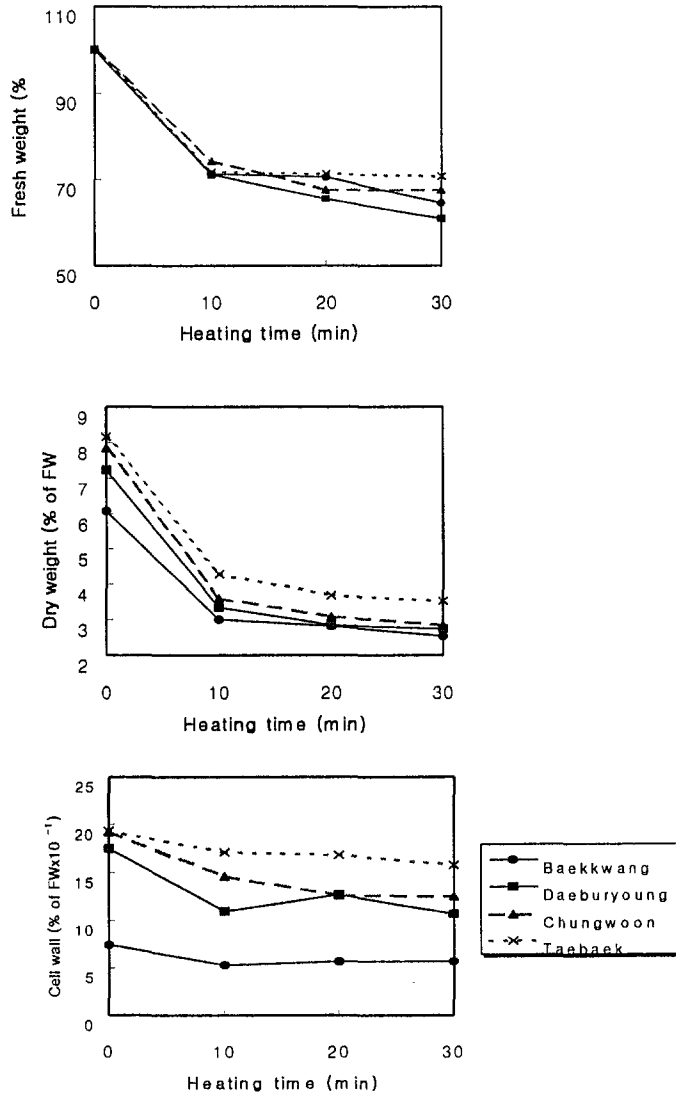 110
90
70
50
Fresh weight (%
0 10 20 30
Heating time (min)
9
8
7
6
5
4
3
2
Dry weight (% of FW
0 10 20 30
Heating time (min)
25
20
15
10
5
0
Cell wall (% of FWx10⁻¹)
0 10 20 30
Heating time (min)
Baekkwang
Daeburyoung
Chungwoon
Taebaek